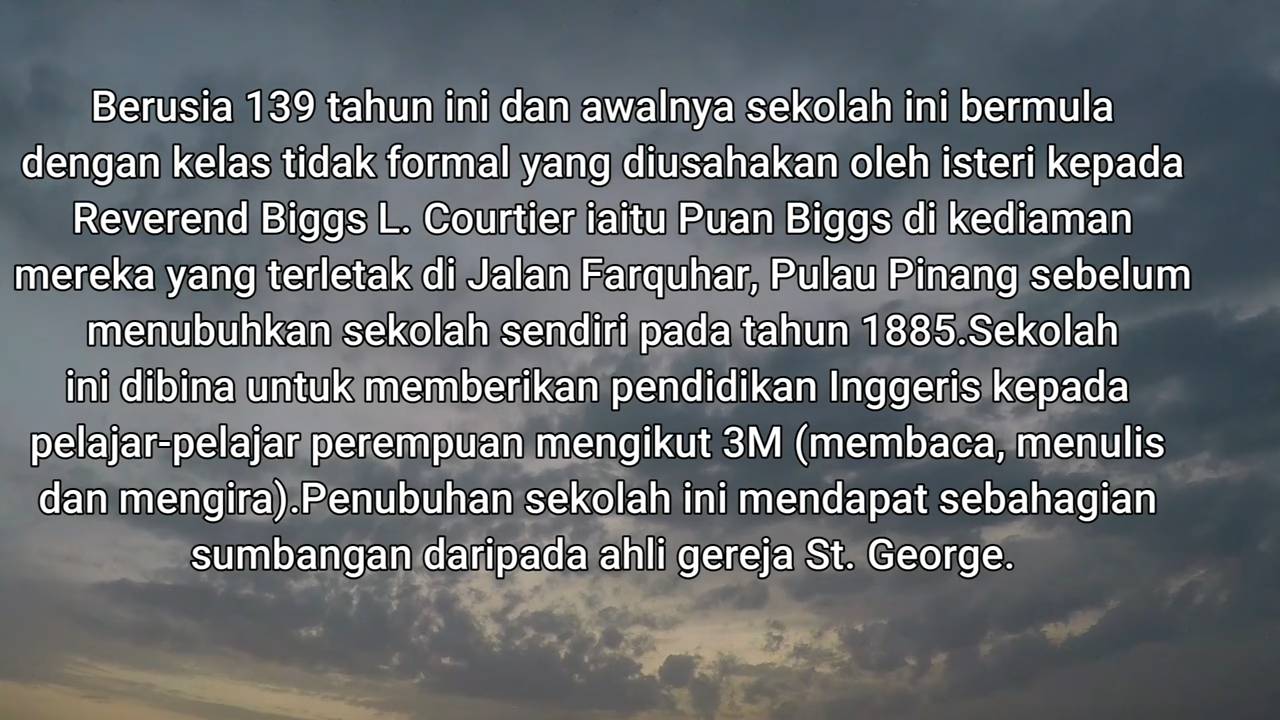 Berusia 139 tahun ini dan awalnya sekolah ini bermula
dengan kelas tidak formal yang diusahakan oleh isteri kepada
Reverend Biggs L. Courtier iaitu Puan Biggs di kediaman
mereka yang terletak di Jalan Farquhar, Pulau Pinang sebelum
menubuhkan sekolah sendiri pada tahun 1885.Sekolah
ini dibina untuk memberikan pendidikan Inggeris kepada
pelajar-pelajar perempuan mengikut 3M (membaca, menulis
dan mengira).Penubuhan sekolah ini mendapat sebahagian
sumbangan daripada ahli gereja St. George.